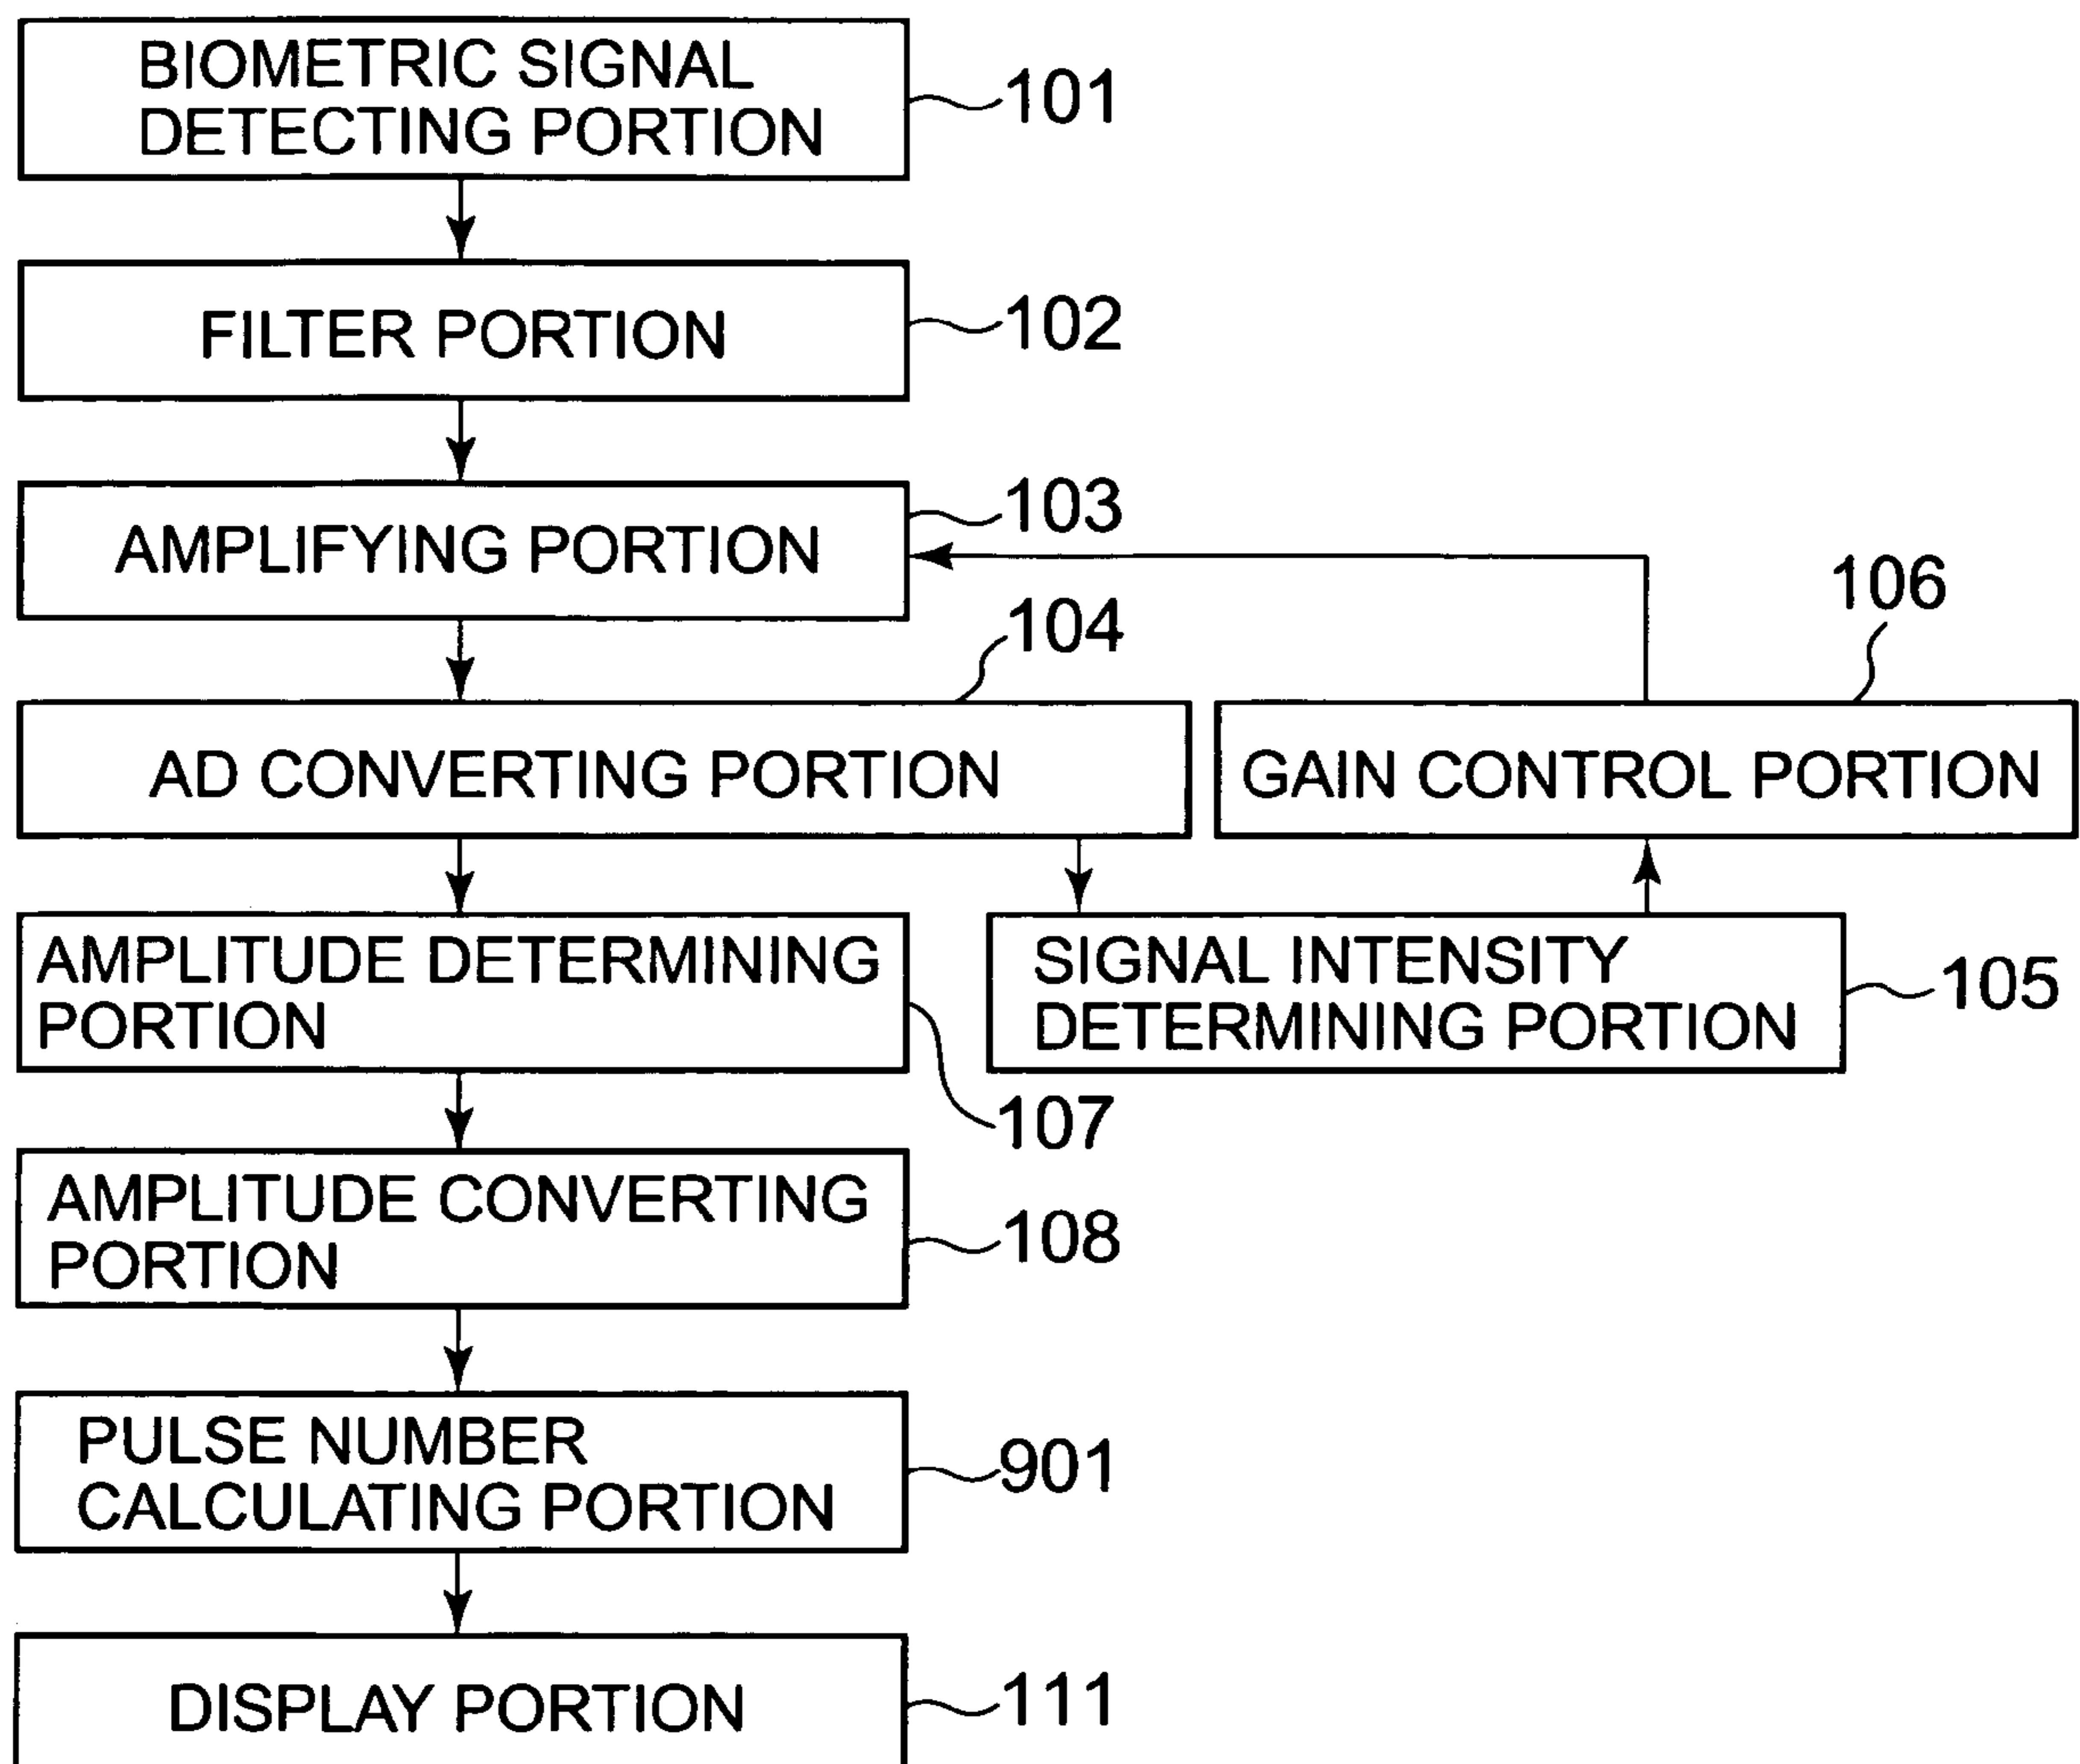 BIOMETRIC SIGNAL
DETECTING PORTION
101
FILTER PORTION
102
AMPLIFYING PORTION
103
104
106
AD CONVERTING PORTION
GAIN CONTROL PORTION
AMPLITUDE DETERMINING
PORTION
107
SIGNAL INTENSITY
DETERMINING PORTION
105
AMPLITUDE CONVERTING
PORTION
108
PULSE NUMBER
CALCULATING PORTION
901
DISPLAY PORTION
111